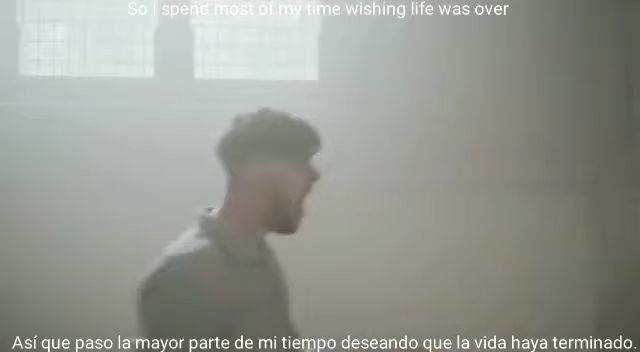 So I spend most of my time wishing life was over
Así que paso la mayor parte de mi tiempo deseando que la vida haya terminado.